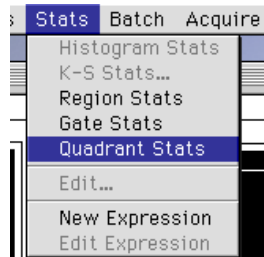 s Stats Batch Acquire
Histogram Stats
K-S Stats...
Region Stats
Gate Stats
Quadrant Stats
Edit...
New Expression
Edit Expression